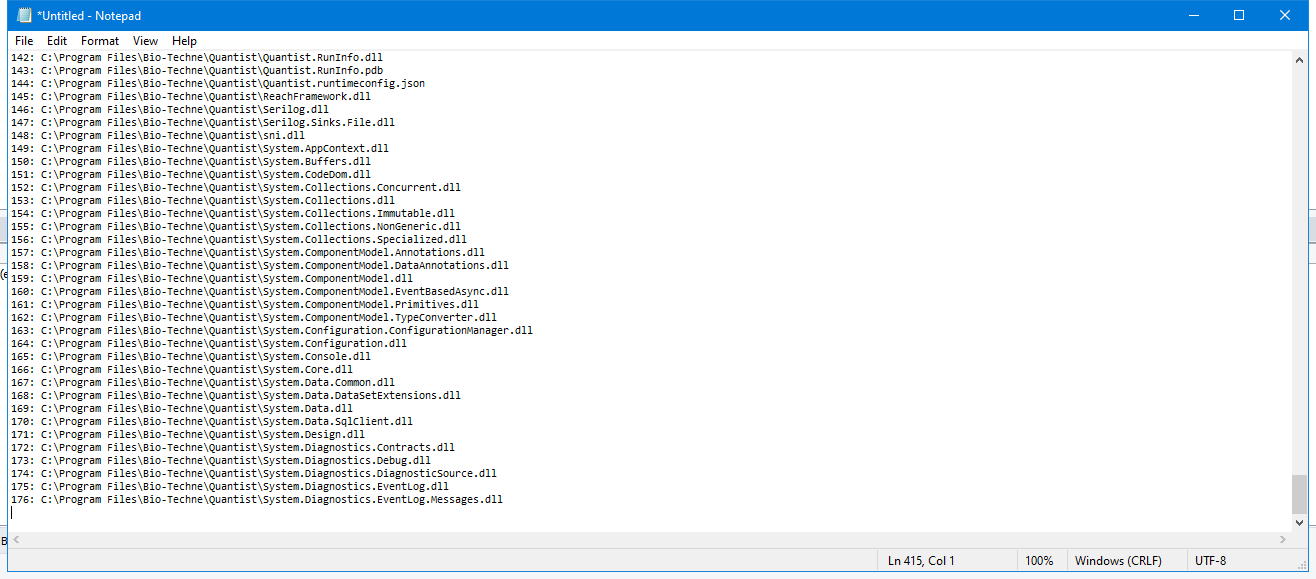 *Untitled - Notepad
File Edit Format View Help
142: C:\Program Files\Bio-Techne\Quantist\Quantist.RunInfo.dll
143: C:\Program Files\Bio-Techne\Quantist\Quantist.RunInfo.pdb
144: C:\Program Files\Bio-Techne\Quantist\Quantist.runtimeconfig.json
145: C:\Program Files\Bio-Techne\Quantist\ReachFramework.dll
146: C:\Program Files\Bio-Techne\Quantist\Serilog.dll
147: C:\Program Files\Bio-Techne\Quantist\Serilog.Sinks.File.dll
148: C:\Program Files\Bio-Techne\Quantist\sni.dll
149: C:\Program Files\Bio-Techne\Quantist\System.AppContext.dll
150: C:\Program Files\Bio-Techne\Quantist\System.Buffers.dll
151: C:\Program Files\Bio-Techne\Quantist\System.CodeDom.dll
152: C:\Program Files\Bio-Techne\Quantist\System.Collections.Concurrent.dll
153: C:\Program Files\Bio-Techne\Quantist\System.Collections.dll
154: C:\Program Files\Bio-Techne\Quantist\System.Collections.Immutable.dll
155: C:\Program Files\Bio-Techne\Quantist\System.Collections.NonGeneric.dll
156: C:\Program Files\Bio-Techne\Quantist\System.Collections.Specialized.dll
157: C:\Program Files\Bio-Techne\Quantist\System.ComponentModel.Annotations.dll
158: C:\Program Files\Bio-Techne\Quantist\System.ComponentModel.DataAnnotations.dll
159: C:\Program Files\Bio-Techne\Quantist\System.ComponentModel.dll
160: C:\Program Files\Bio-Techne\Quantist\System.ComponentModel.EventBasedAsync.dll
161: C:\Program Files\Bio-Techne\Quantist\System.ComponentModel.Primitives.dll
162: C:\Program Files\Bio-Techne\Quantist\System.ComponentModel.TypeConverter.dll
163: C:\Program Files\Bio-Techne\Quantist\System.Configuration.ConfigurationManager.dll
164: C:\Program Files\Bio-Techne\Quantist\System.Configuration.dll
165: C:\Program Files\Bio-Techne\Quantist\System.Console.dll
166: C:\Program Files\Bio-Techne\Quantist\System.Core.dll
167: C:\Program Files\Bio-Techne\Quantist\System.Data.Common.dll
168: C:\Program Files\Bio-Techne\Quantist\System.Data.DataSetExtensions.dll
169: C:\Program Files\Bio-Techne\Quantist\System.Data.dll
170: C:\Program Files\Bio-Techne\Quantist\System.Data.SqlClient.dll
171: C:\Program Files\Bio-Techne\Quantist\System.Design.dll
172: C:\Program Files\Bio-Techne\Quantist\System.Diagnostics.Contracts.dll
173: C:\Program Files\Bio-Techne\Quantist\System.Diagnostics.Debug.dll
174: C:\Program Files\Bio-Techne\Quantist\System.Diagnostics.DiagnosticSource.dll
175: C:\Program Files\Bio-Techne\Quantist\System.Diagnostics.EventLog.dll
176: C:\Program Files\Bio-Techne\Quantist\System.Diagnostics.EventLog.Messages.dll
Ln 415, Col 1 100% Windows (CRLF) UTF-8